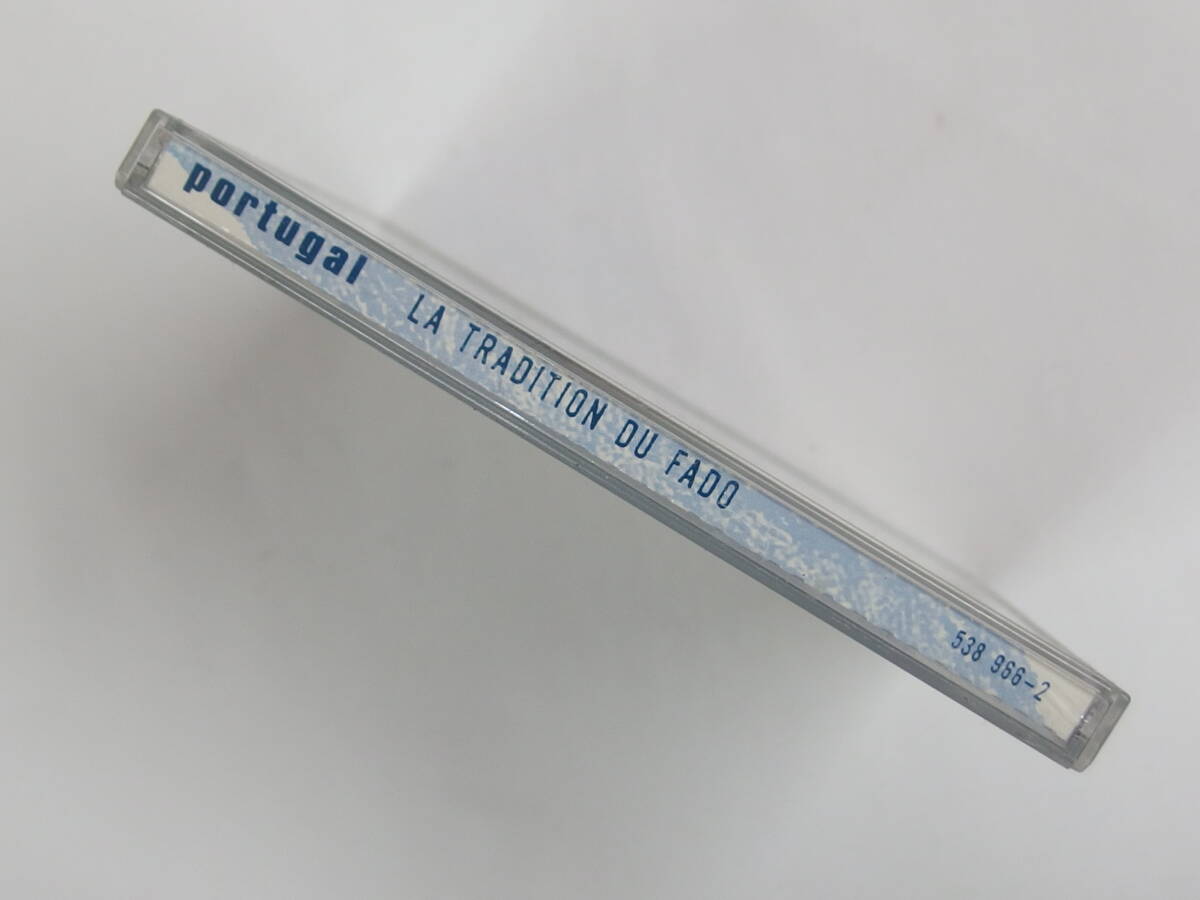 portugal LA TRADITION DU FADO 538 966-2